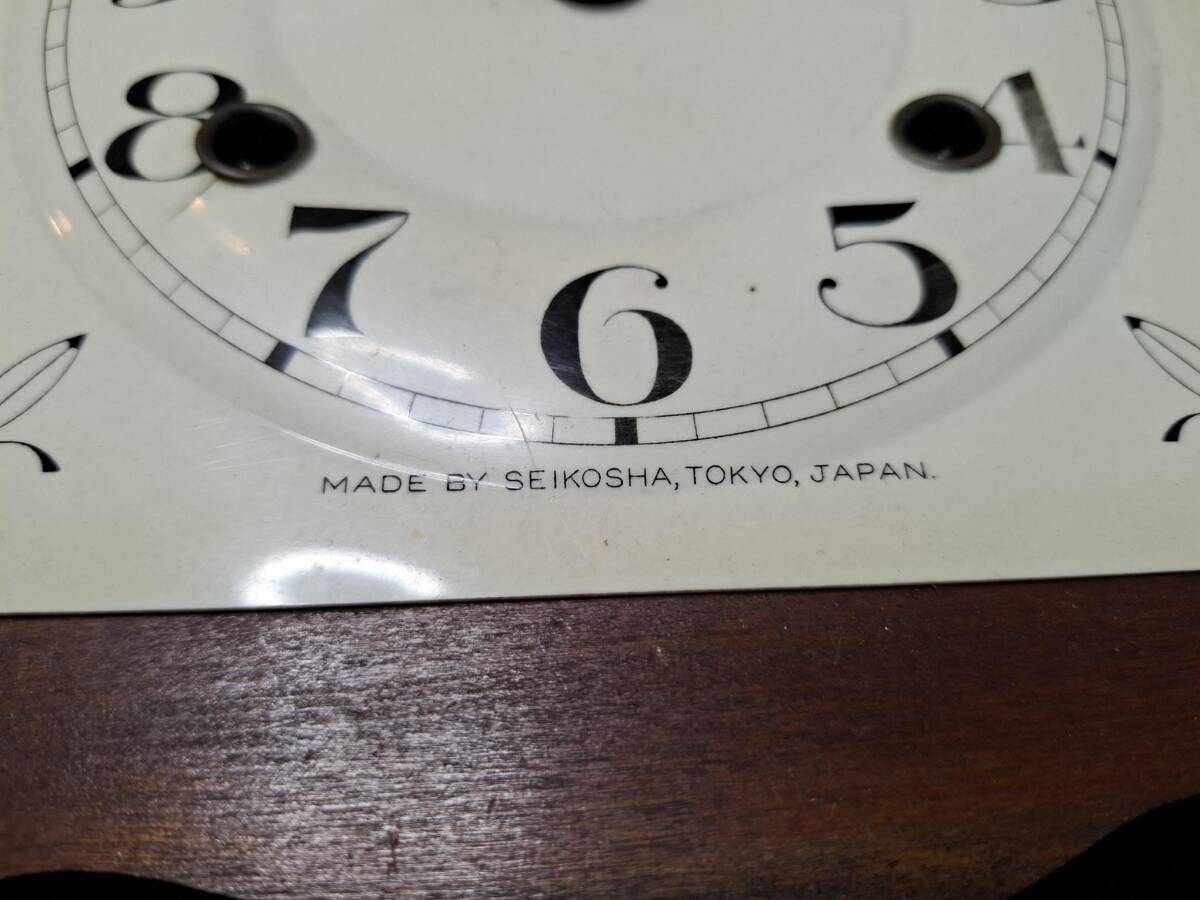 8 4
7 5
6
MADE BY SEIKOSHA, TOKYO, JAPAN.